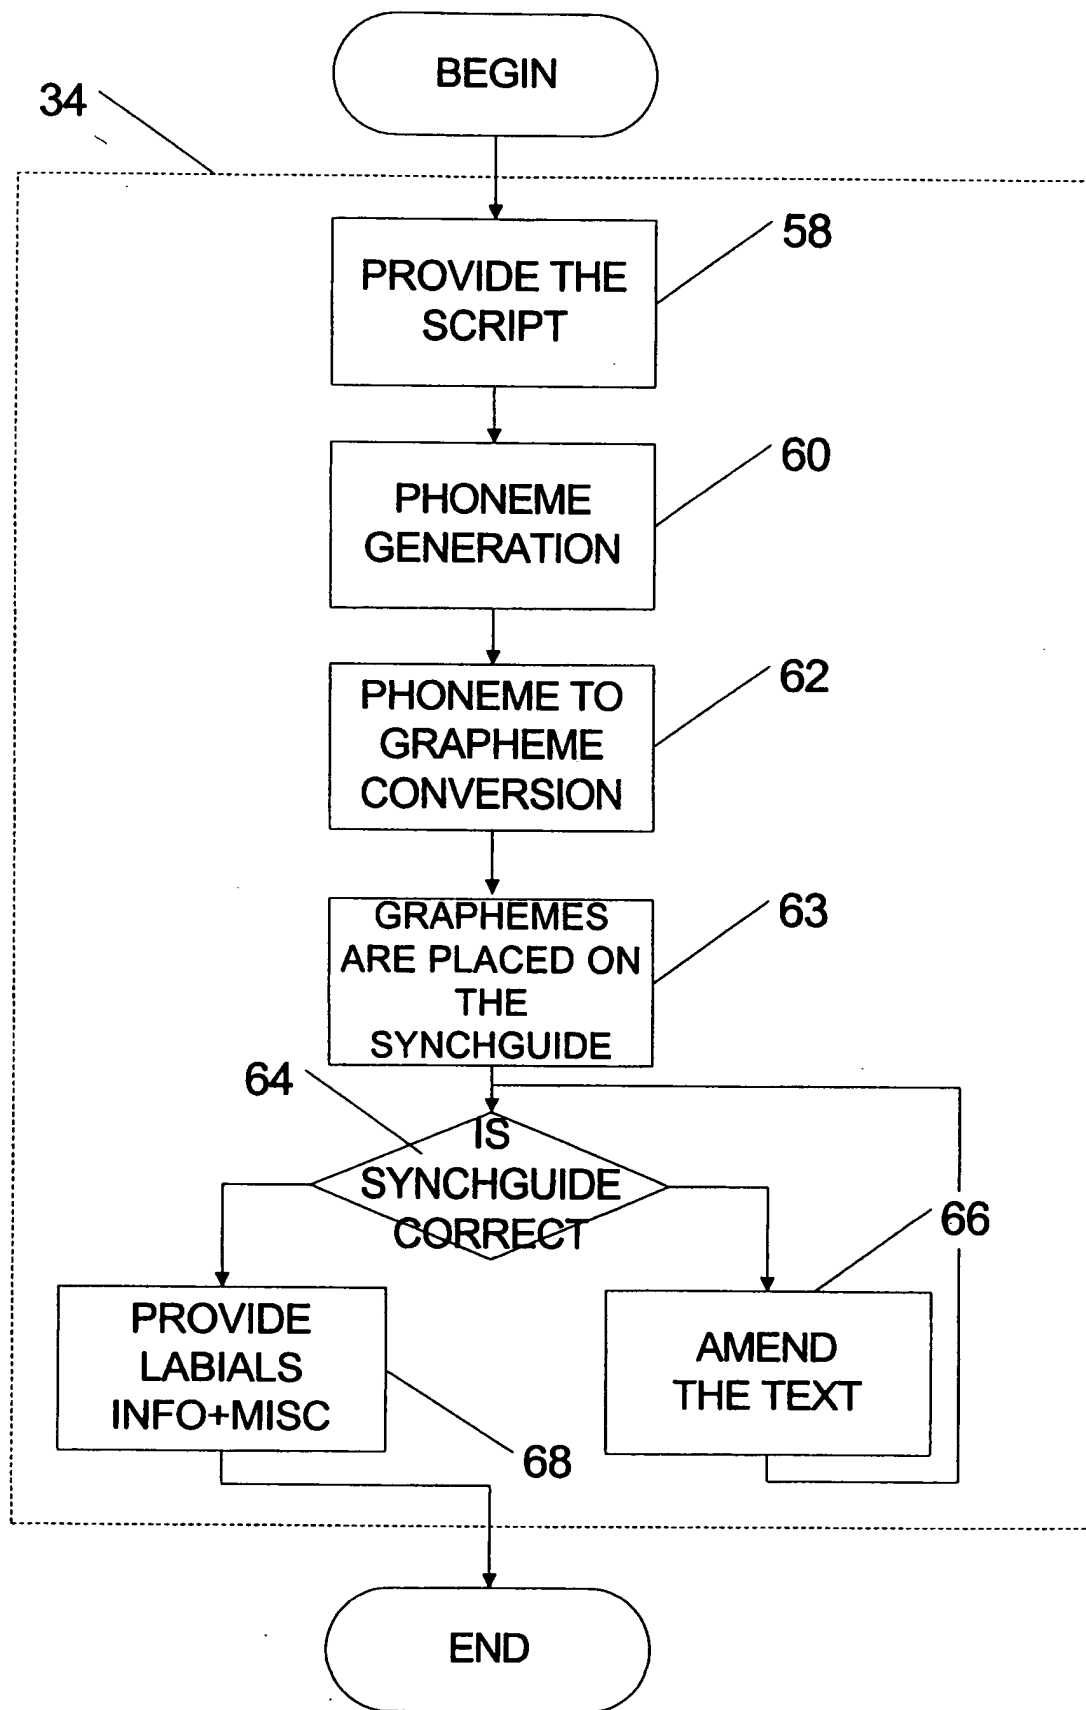 BEGIN
34
PROVIDE THE
SCRIPT
58
PHONEME
GENERATION
60
PHONEME TO
GRAPHEME
CONVERSION
62
GRAPHEMES
ARE PLACED ON
THE
SYNCHGUIDE
63
64
IS
SYNCHGUIDE
CORRECT
66
PROVIDE
LABIALS
INFO+MISC
68
AMEND
THE TEXT
END